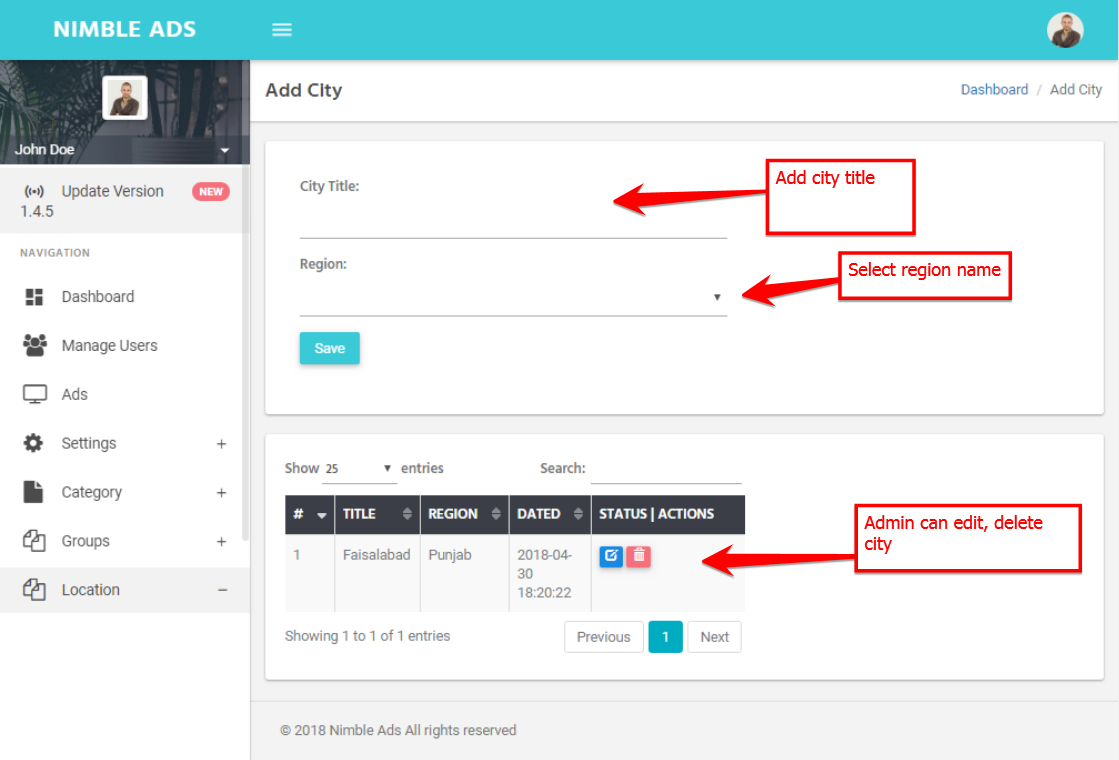 NIMBLE ADS
Add City
Dashboard / Add City
John Doe
Update Version NEW
1.4.5
NAVIGATION
Dashboard
Manage Users
Ads
Settings +
Category +
Groups +
Location −
City Title:
Add city title
Region:
Select region name
Save
Show 25 entries Search:
# TITLE REGION DATED STATUS | ACTIONS
1 Faisalabad Punjab 2018-04-
30
18:20:22
Admin can edit, delete
city
Showing 1 to 1 of 1 entries
Previous 1 Next
© 2018 Nimble Ads All rights reserved